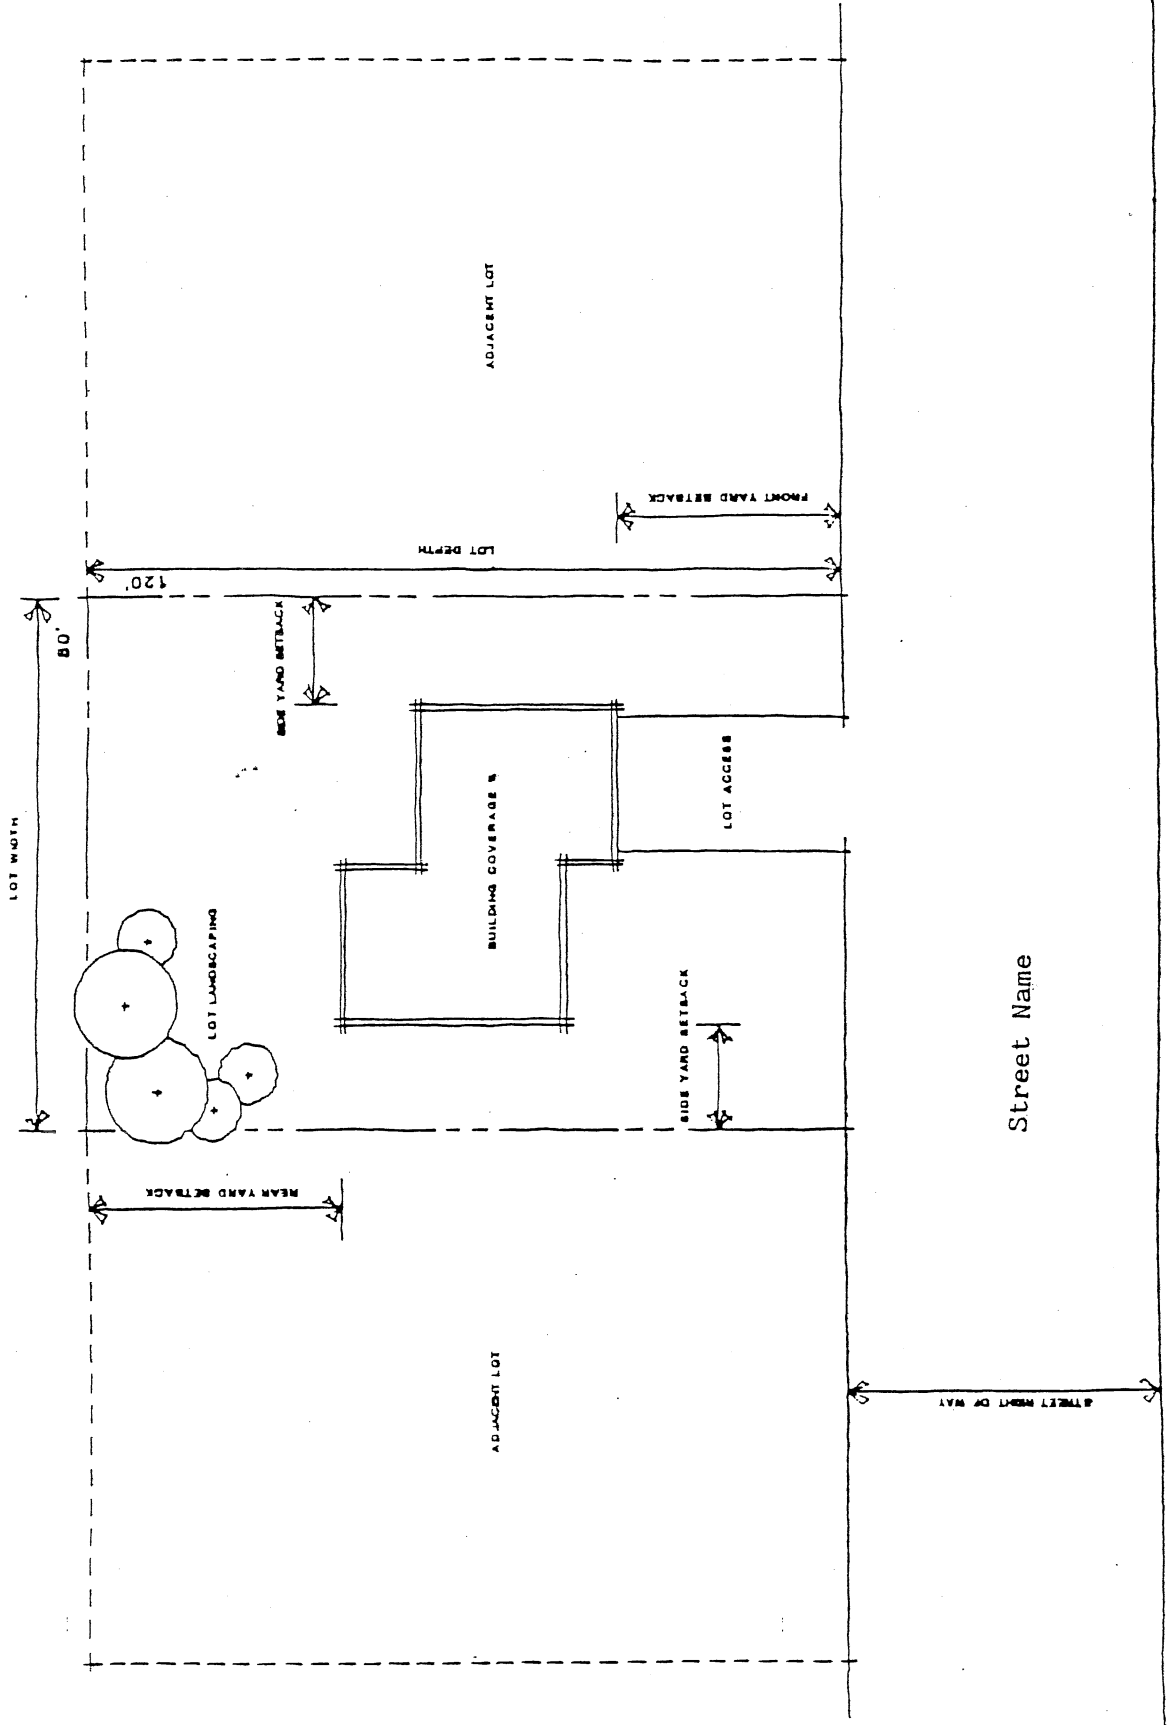 LOT WIDTH
80'
120'
LOT DEPTH
SIDE YARD SETBACK
FRONT YARD SETBACK
ADJACENT LOT
LOT LANDSCAPING
BUILDING COVERAGE %
LOT ACCESS
SIDE YARD SETBACK
REAR YARD SETBACK
ADJACENT LOT
Street Name
STREET RIGHT OF WAY